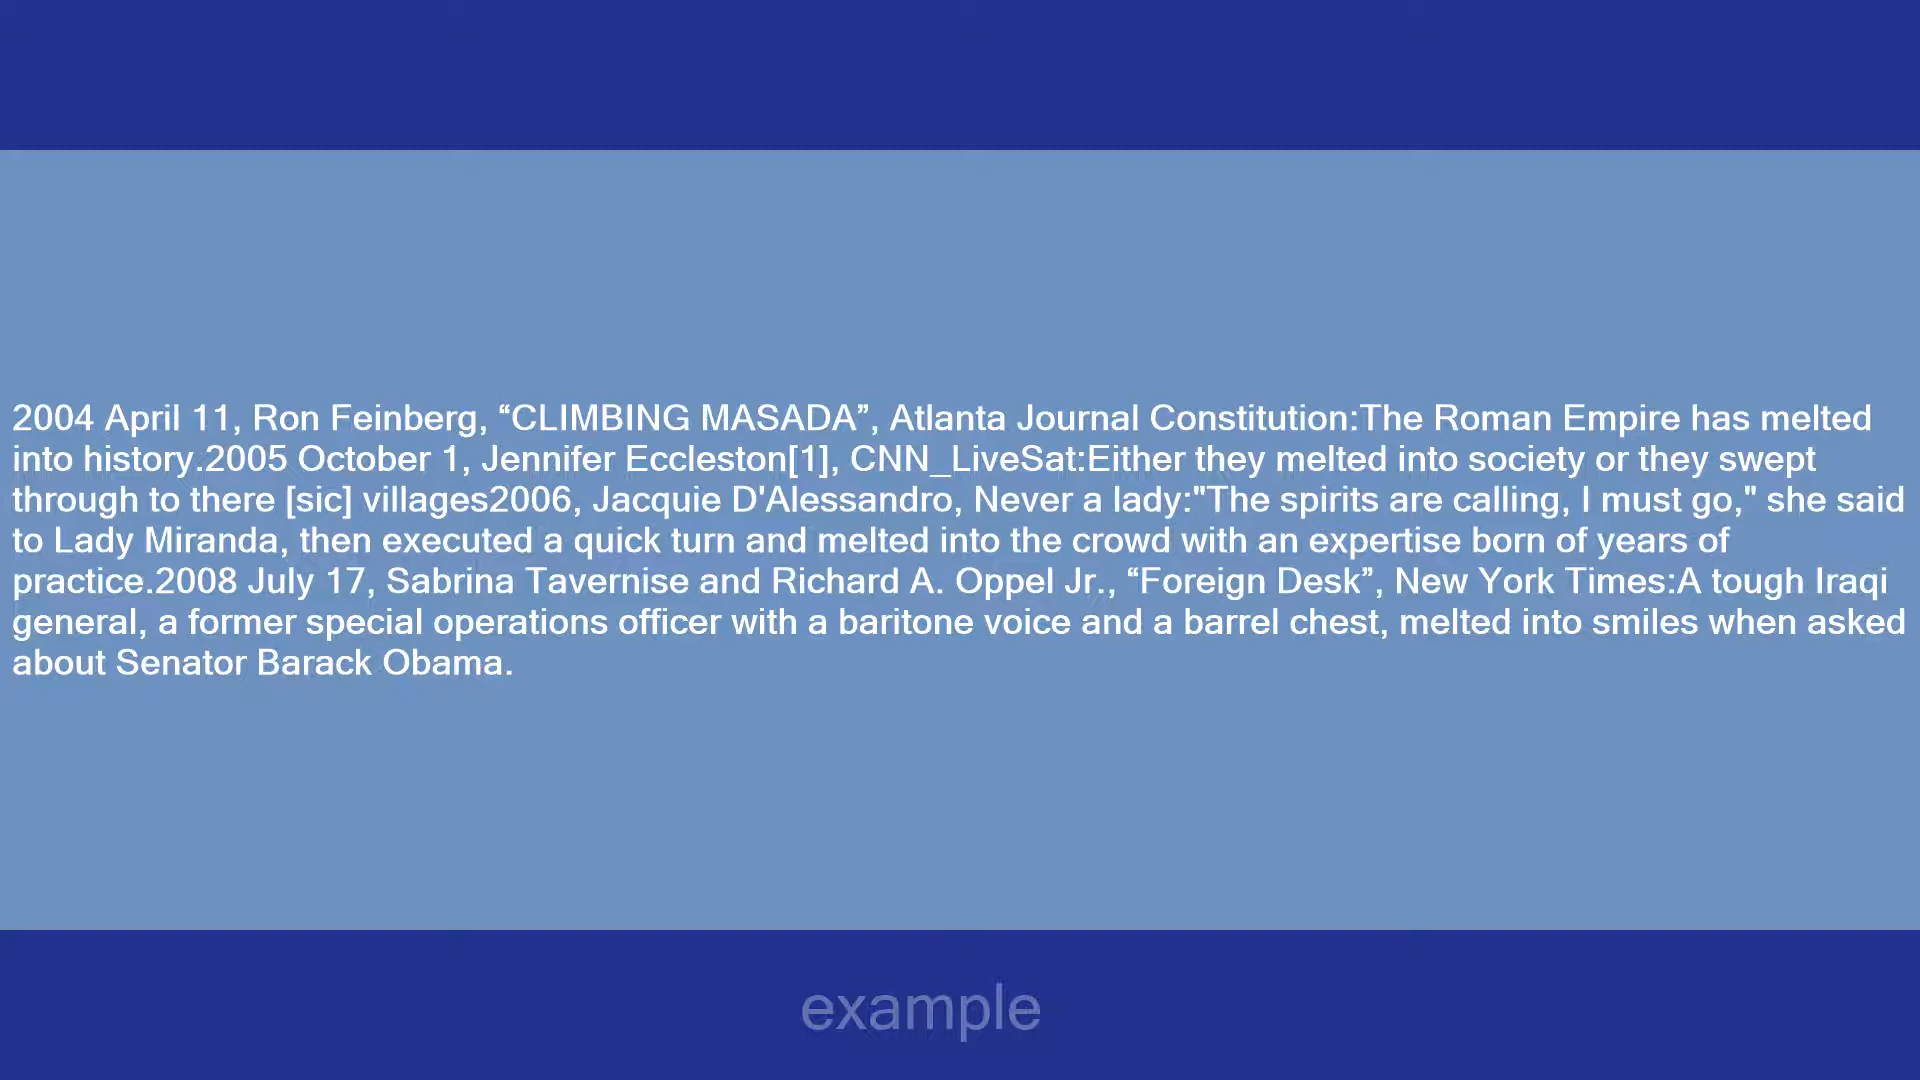 2004 April 11, Ron Feinberg, “CLIMBING MASADA”, Atlanta Journal Constitution:The Roman Empire has melted
into history.2005 October 1, Jennifer Eccleston[1], CNN_LiveSat:Either they melted into society or they swept
through to there [sic] villages2006, Jacquie D'Alessandro, Never a lady:"The spirits are calling, I must go," she said
to Lady Miranda, then executed a quick turn and melted into the crowd with an expertise born of years of
practice.2008 July 17, Sabrina Tavernise and Richard A. Oppel Jr., “Foreign Desk”, New York Times:A tough Iraqi
general, a former special operations officer with a baritone voice and a barrel chest, melted into smiles when asked
about Senator Barack Obama.
example